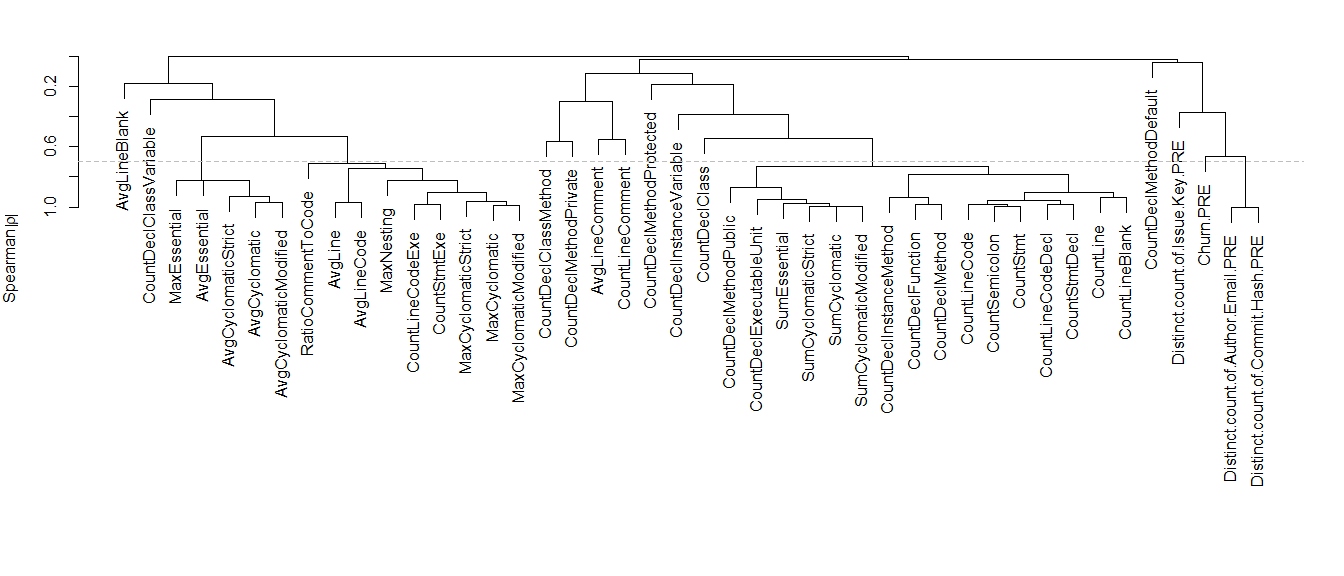 0.2
0.6
1.0
Spearman|ρ|
AvgLineBlank
CountDeclClassVariable
MaxEssential
AvgEssential
AvgCyclomaticStrict
AvgCyclomatic
AvgCyclomaticModified
RatioCommentToCode
AvgLine
AvgLineCode
MaxNesting
CountLineCodeExe
CountStmtExe
MaxCyclomaticStrict
MaxCyclomatic
MaxCyclomaticModified
CountDeclClassMethod
CountDeclMethodPrivate
AvgLineComment
CountLineComment
CountDeclMethodProtected
CountDeclInstanceVariable
CountDeclClass
CountDeclMethodPublic
CountDeclExecutableUnit
SumEssential
SumCyclomaticStrict
SumCyclomatic
SumCyclomaticModified
CountDeclInstanceMethod
CountDeclFunction
CountDeclMethod
CountLineCode
CountSemicolon
CountStmt
CountLineCodeDecl
CountStmtDecl
CountLine
CountLineBlank
CountDeclMethodDefault
Distinct.count.of.Issue.Key.PRE
Churn.PRE
Distinct.count.of.Author.Email.PRE
Distinct.count.of.Commit.Hash.PRE